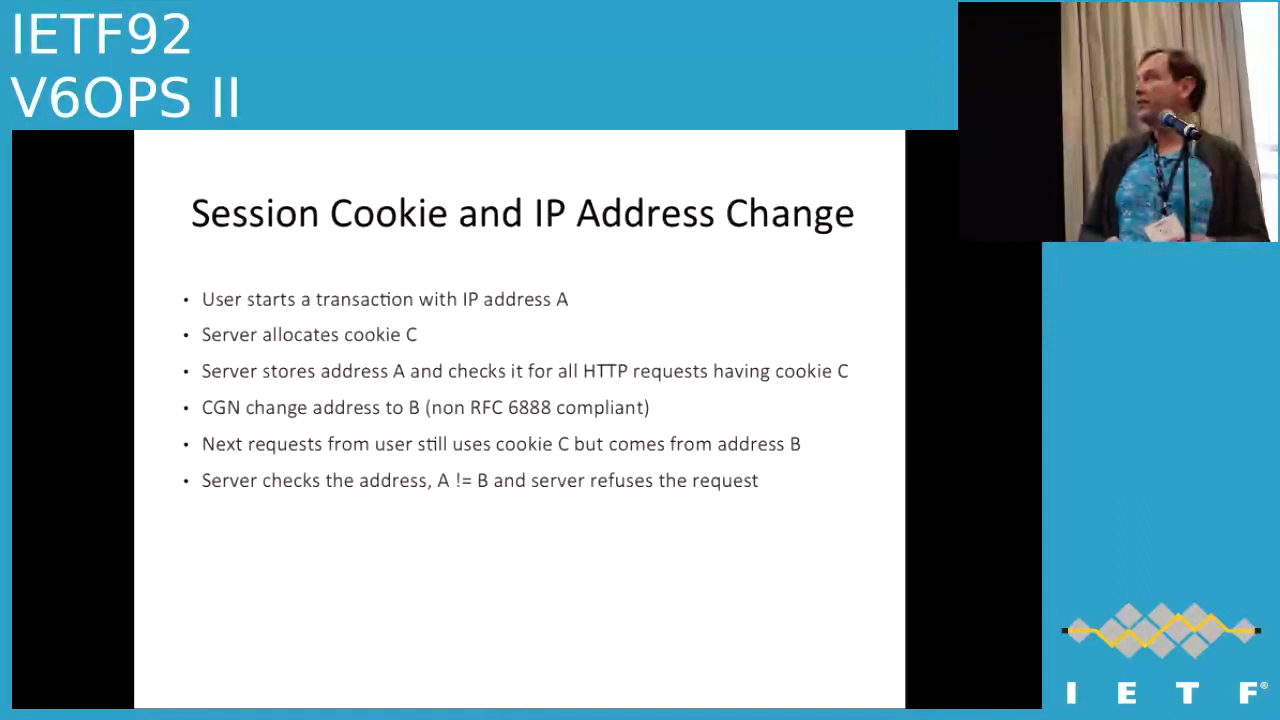 IETF92
V6OPS II
Session Cookie and IP Address Change
• User starts a transaction with IP address A
• Server allocates cookie C
• Server stores address A and checks it for all HTTP requests having cookie C
• CGN change address to B (non RFC 6888 compliant)
• Next requests from user still uses cookie C but comes from address B
• Server checks the address, A != B and server refuses the request
I E T F®